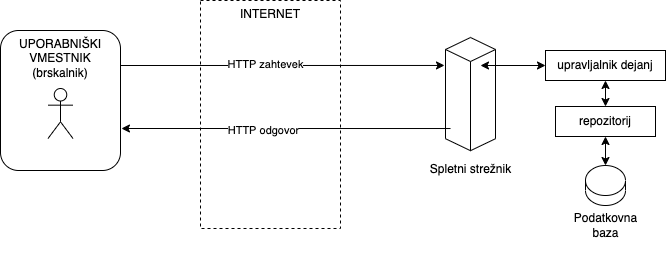 INTERNET
UPORABNIŠKI
VMESTNIK
(brskalnik)
HTTP zahtevek
HTTP odgovor
Spletni strežnik
upravljalnik dejanj
repozitorij
Podatkovna
baza